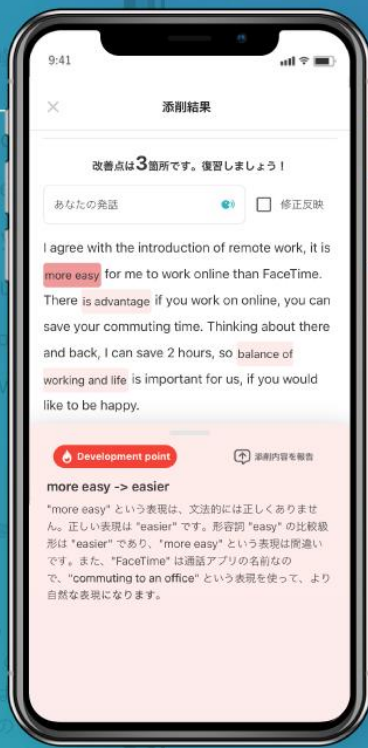 9:41
添削結果
改善点は3箇所です。復習しましょう！
あなたの発話
修正反映
I agree with the introduction of remote work, it is
more easy for me to work online than FaceTime.
There is advantage if you work on online, you can
save your commuting time. Thinking about there
and back, I can save 2 hours, so balance of
working and life is important for us, if you would
like to be happy.
Development point
添削内容を報告
more easy -> easier
"more easy" という表現は、文法的には正しくありませ
ん。正しい表現は "easier" です。形容詞 "easy" の比較級
形は "easier" であり、"more easy" という表現は間違い
です。また、"FaceTime" は通話アプリの名前なの
で、"commuting to an office" という表現を使って、より
自然な表現になります。